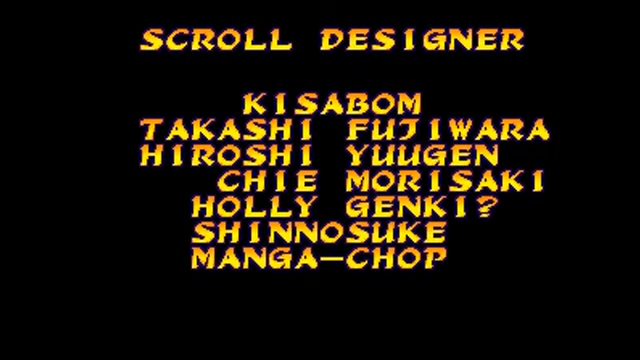 SCROLL DESIGNER
KISABOM
TAKASHI FUJIWARA
HIROSHI YUUGEN
CHIE MORISAKI
HOLLY GENKI?
SHINNOSUKE
MANGA-CHOP